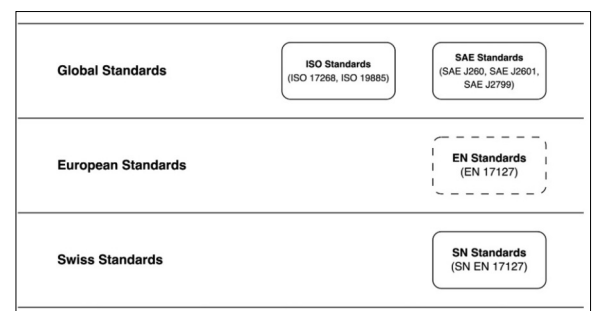 Global Standards
ISO Standards
(ISO 17268, ISO 19885)
SAE Standards
(SAE J260, SAE J2601,
SAE J2799)
European Standards
EN Standards
(EN 17127)
Swiss Standards
SN Standards
(SN EN 17127)